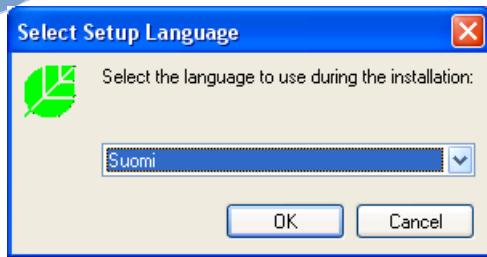 Select Setup Language
Select the language to use during the installation:
Suomi
OK
Cancel